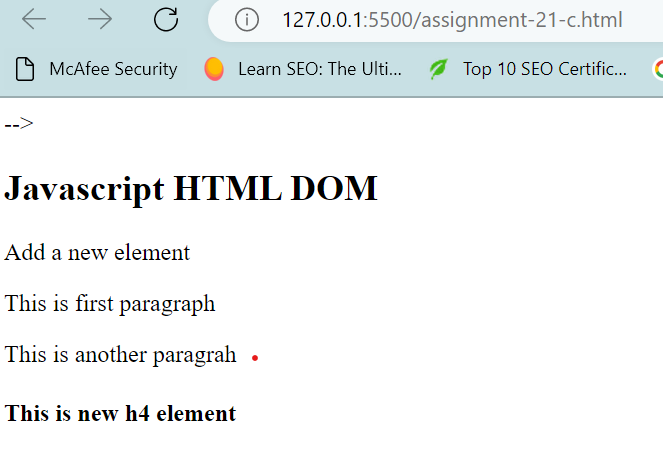 127.0.0.1:5500/assignment-21-c.html
McAfee Security Learn SEO: The Ulti... Top 10 SEO Certific...
-->
Javascript HTML DOM
Add a new element
This is first paragraph
This is another paragrah
This is new h4 element